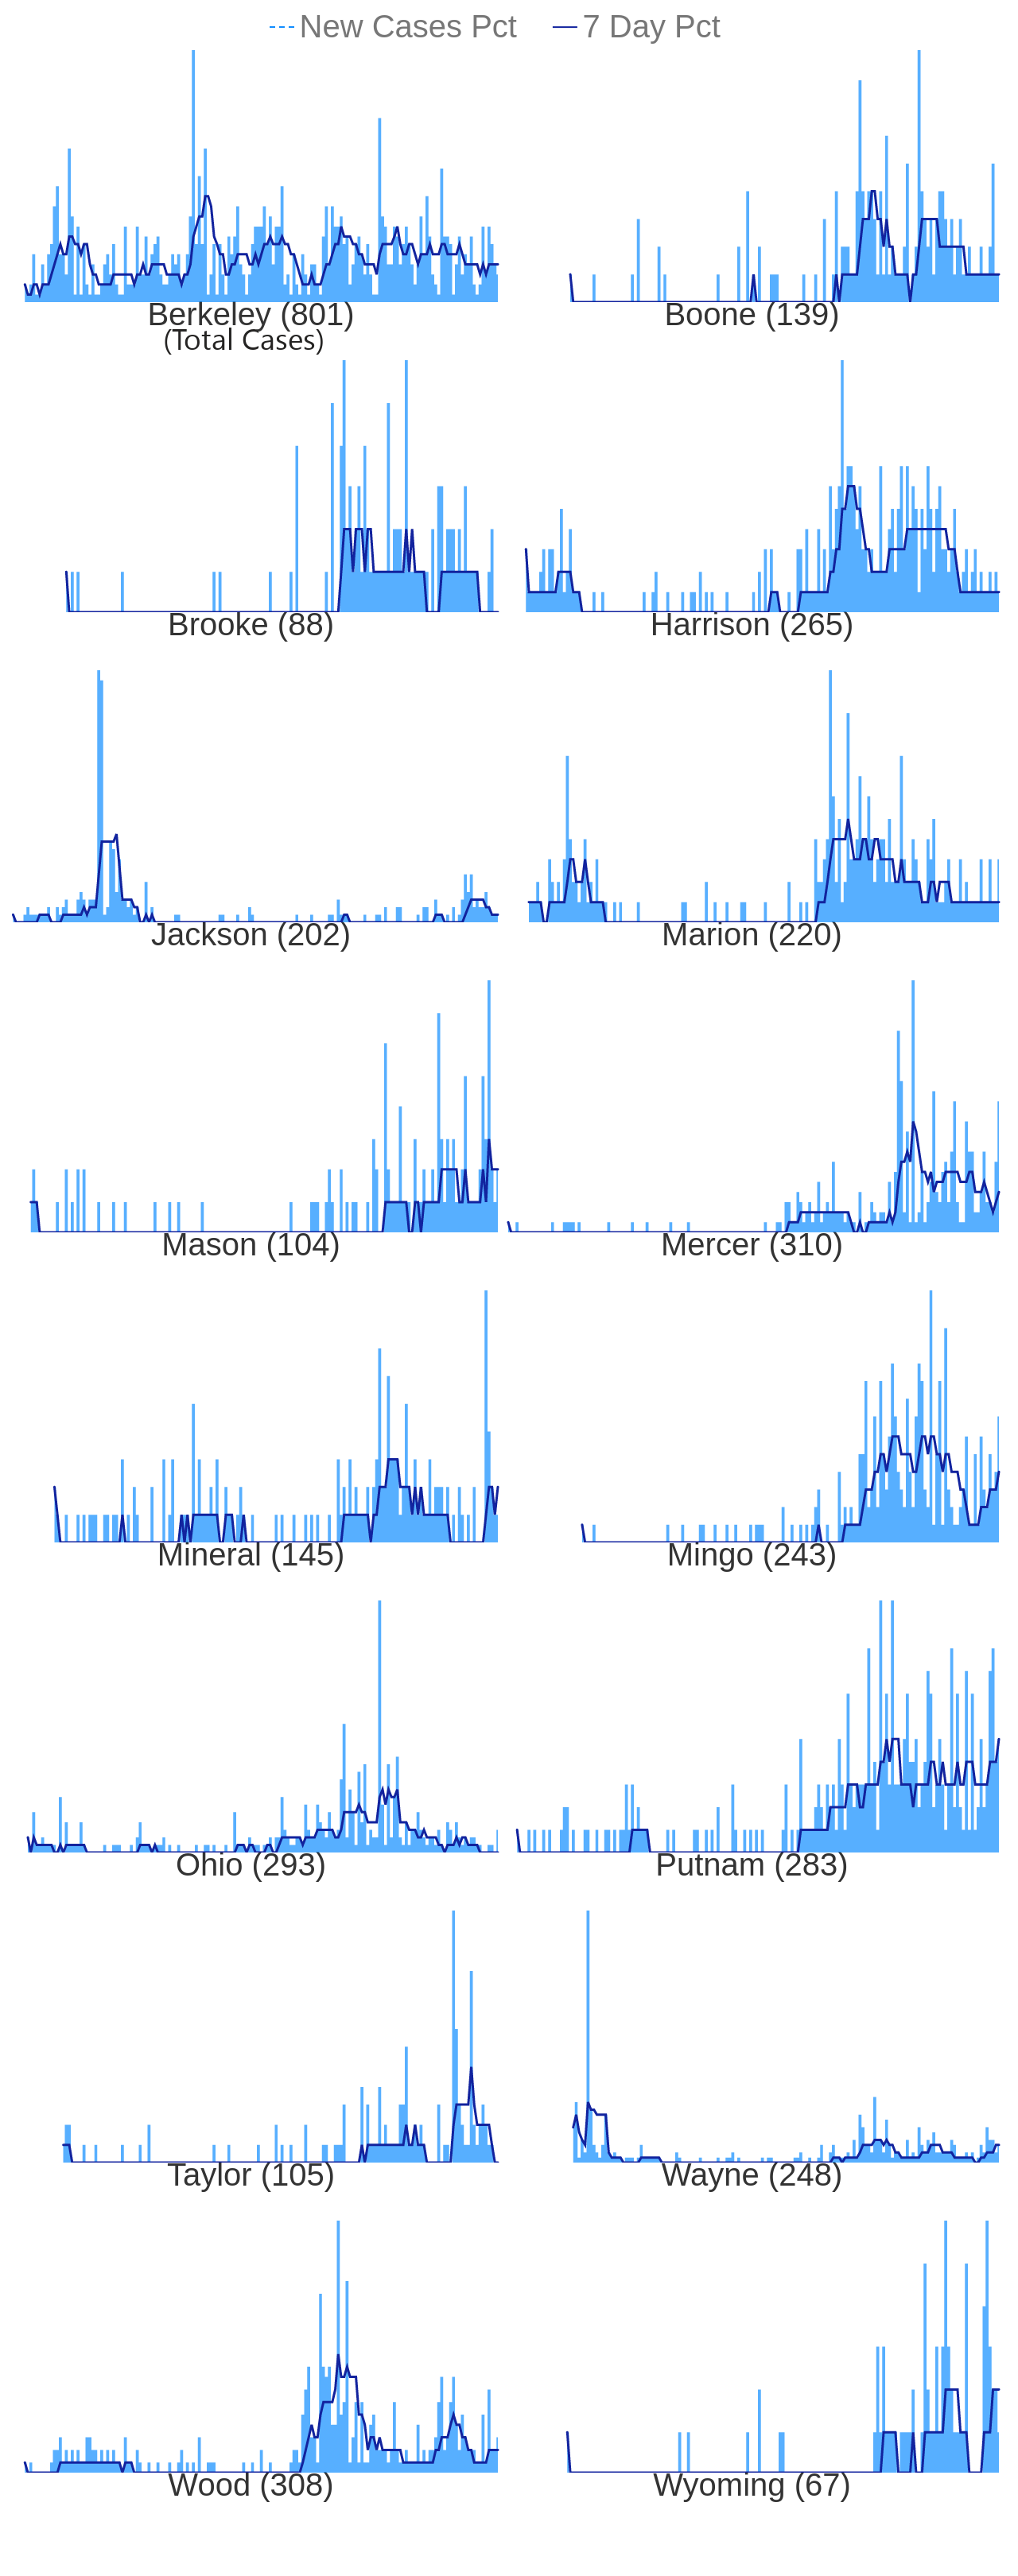 New Cases Pct 7 Day Pct
Berkeley (801) Boone (139)
(Total Cases)
Brooke (88) Harrison (265)
Jackson (202) Marion (220)
Mason (104) Mercer (310)
Mineral (145) Mingo (243)
Ohio (293) Putnam (283)
Taylor (105) Wayne (248)
Wood (308) Wyoming (67)